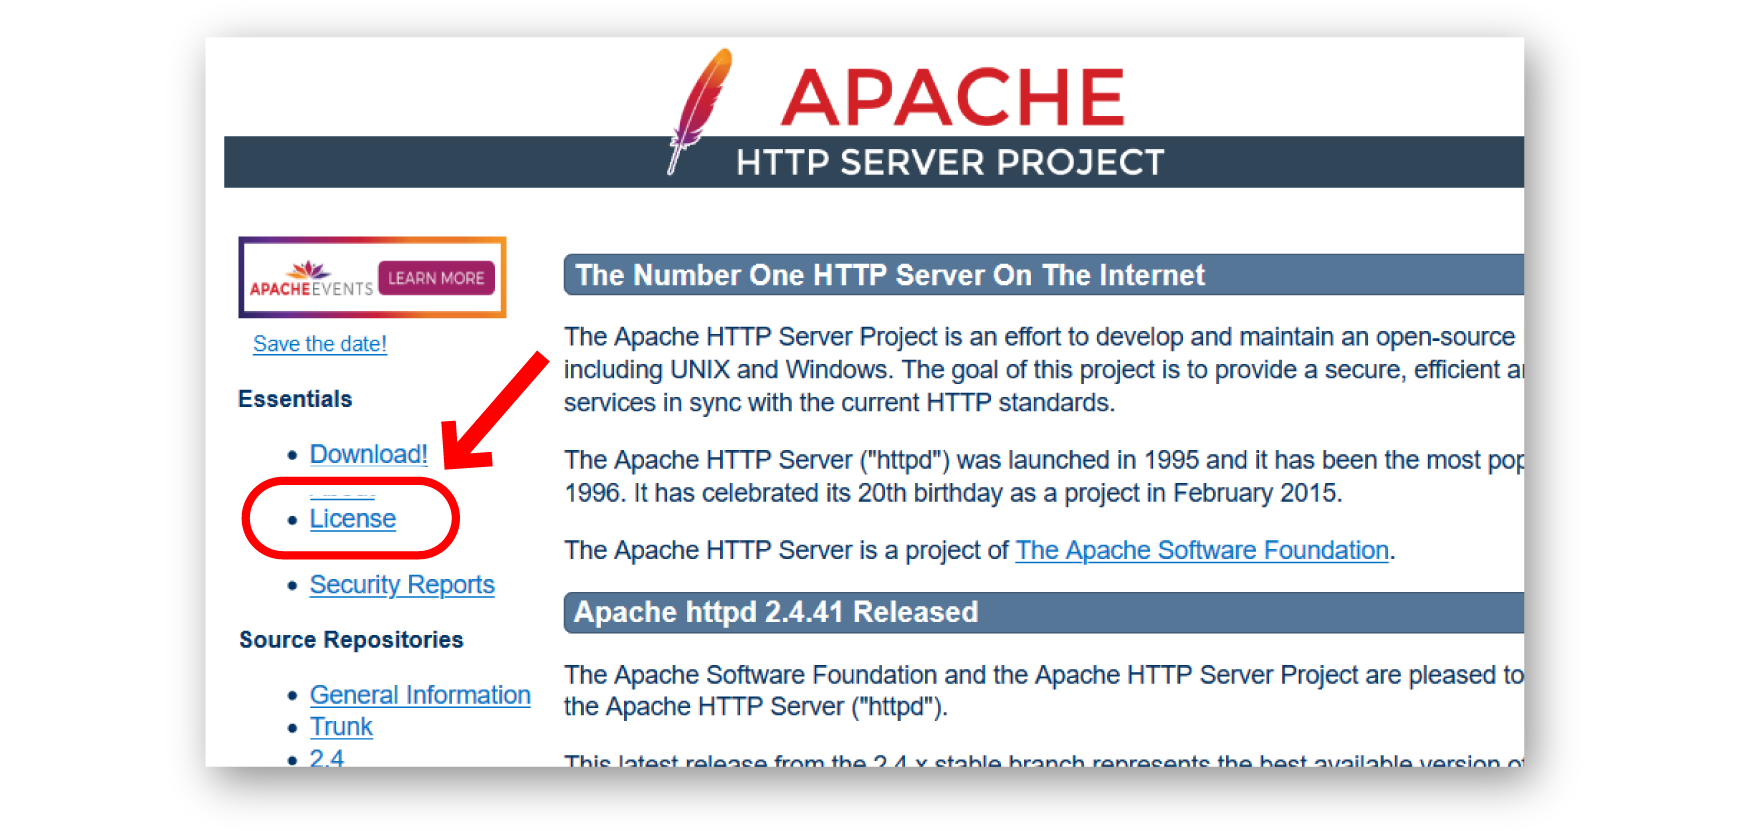 APACHE
HTTP SERVER PROJECT
APACHEEVENTS LEARN MORE
Save the date!
Essentials
Download!
License
Security Reports
Source Repositories
General Information
Trunk
2.4
The Number One HTTP Server On The Internet
The Apache HTTP Server Project is an effort to develop and maintain an open-source
including UNIX and Windows. The goal of this project is to provide a secure, efficient
services in sync with the current HTTP standards.
The Apache HTTP Server ("httpd") was launched in 1995 and it has been the most
1996. It has celebrated its 20th birthday as a project in February 2015.
The Apache HTTP Server is a project of The Apache Software Foundation.
Apache httpd 2.4.41 Released
The Apache Software Foundation and the Apache HTTP Server Project are pleased to
the Apache HTTP Server ("httpd").
This latest release from the 2.4.x stable branch represents the best available version